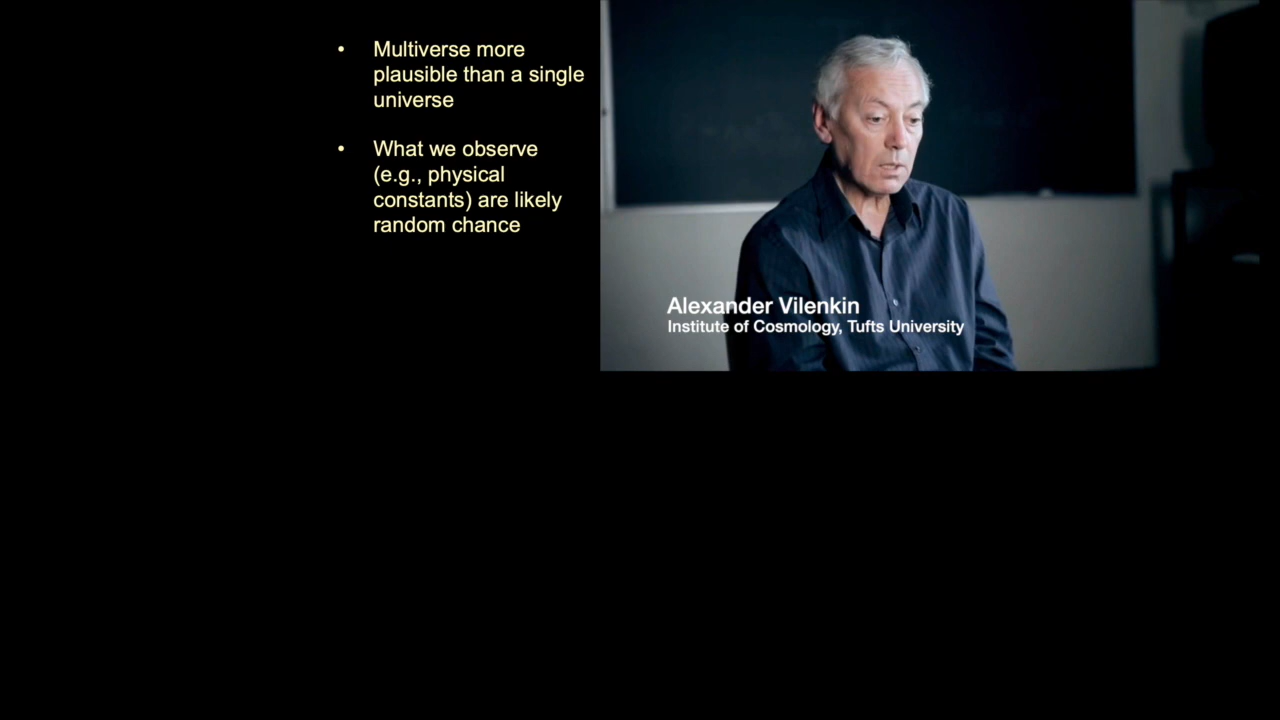 • Multiverse more
plausible than a single
universe
• What we observe
(e.g., physical
constants) are likely
random chance
Alexander Vilenkin
Institute of Cosmology, Tufts University